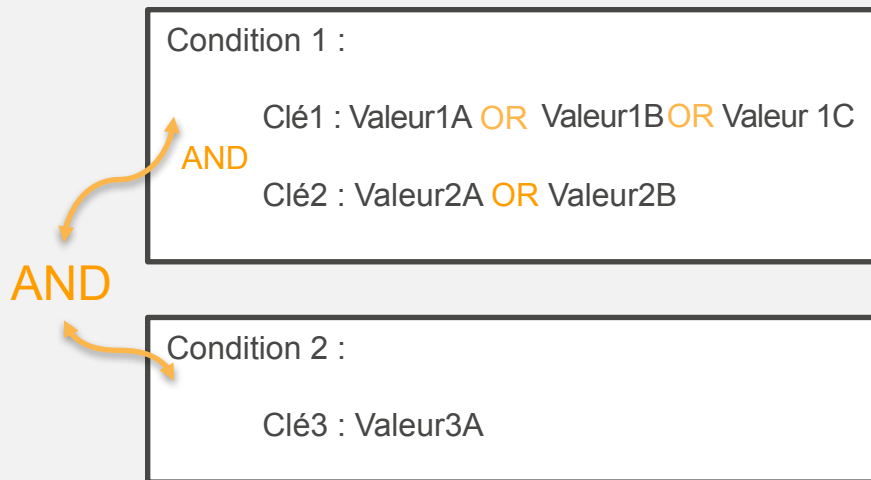 Condition 1 :
Clé1 : Valeur1A OR Valeur1B OR Valeur 1C
AND
Clé2 : Valeur2A OR Valeur2B
AND
Condition 2 :
Clé3 : Valeur3A